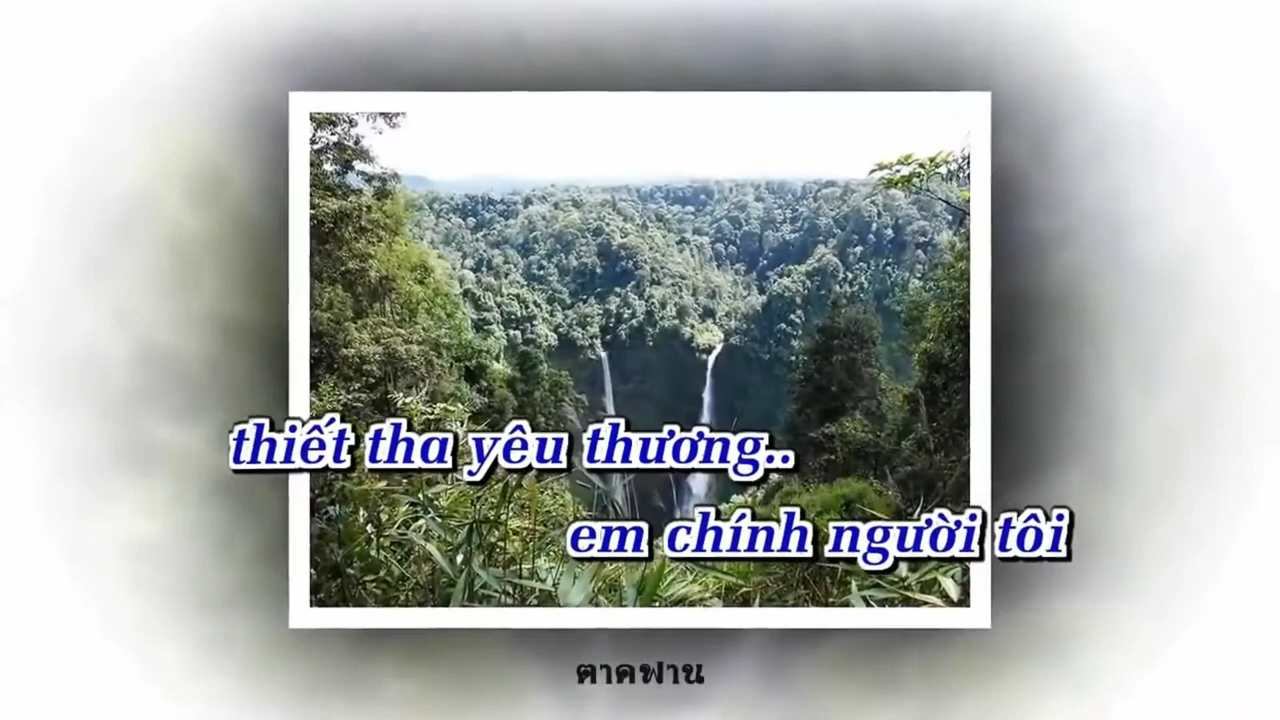 thiết tha yêu thương..
em chính người tôi
ตาดฟาน